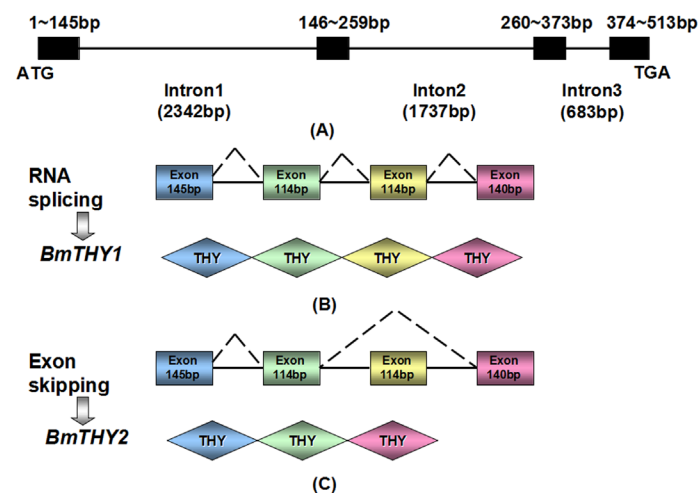 1~145bp 146~259bp 260~373bp 374~513bp
ATG TGA
Intron1 Inton2 Intron3
(2342bp) (1737bp) (683bp)
(A)
RNA
splicing
Exon Exon Exon Exon
145bp 114bp 114bp 140bp
BmTHY1
THY THY THY THY
(B)
Exon
skipping
Exon Exon Exon Exon
145bp 114bp 114bp 140bp
BmTHY2
THY THY THY
(C)